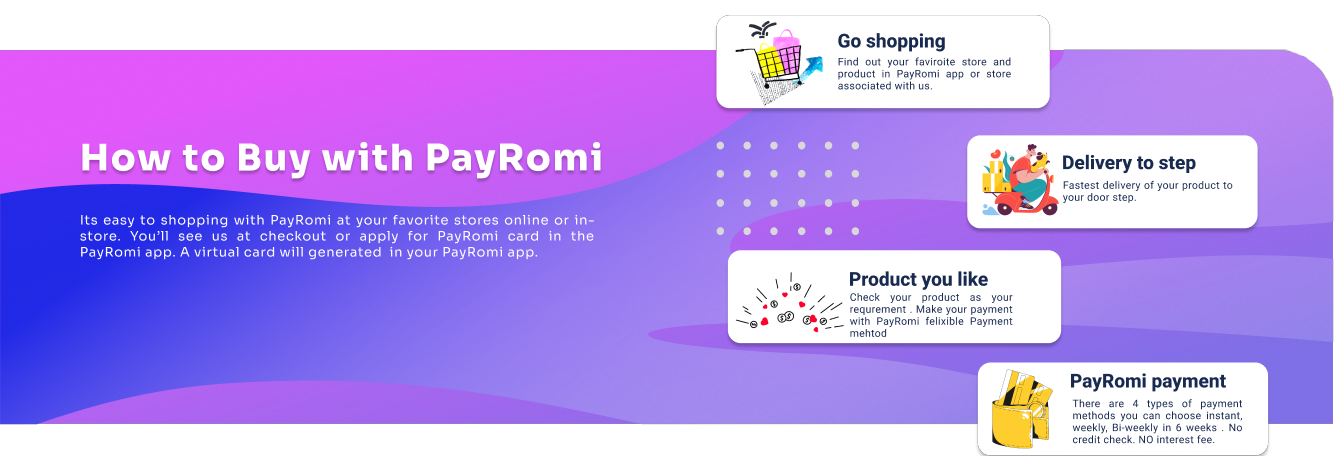 How to Buy with PayRomi
Its easy to shopping with PayRomi at your favorite stores online or in-
store. You'll see us at checkout or apply for PayRomi card in the
PayRomi app. A virtual card will generated in your PayRomi app.
Go shopping
Find out your faviroite store and
product in PayRomi app or store
associated with us.
Delivery to step
Fastest delivery of your product to
your door step.
Product you like
Check your product as your
requrement . Make your payment
with PayRomi felixible Payment
mehtod
PayRomi payment
There are 4 types of payment
methods you can choose instant,
weekly, Bi-weekly in 6 weeks . No
credit check. NO interest fee.